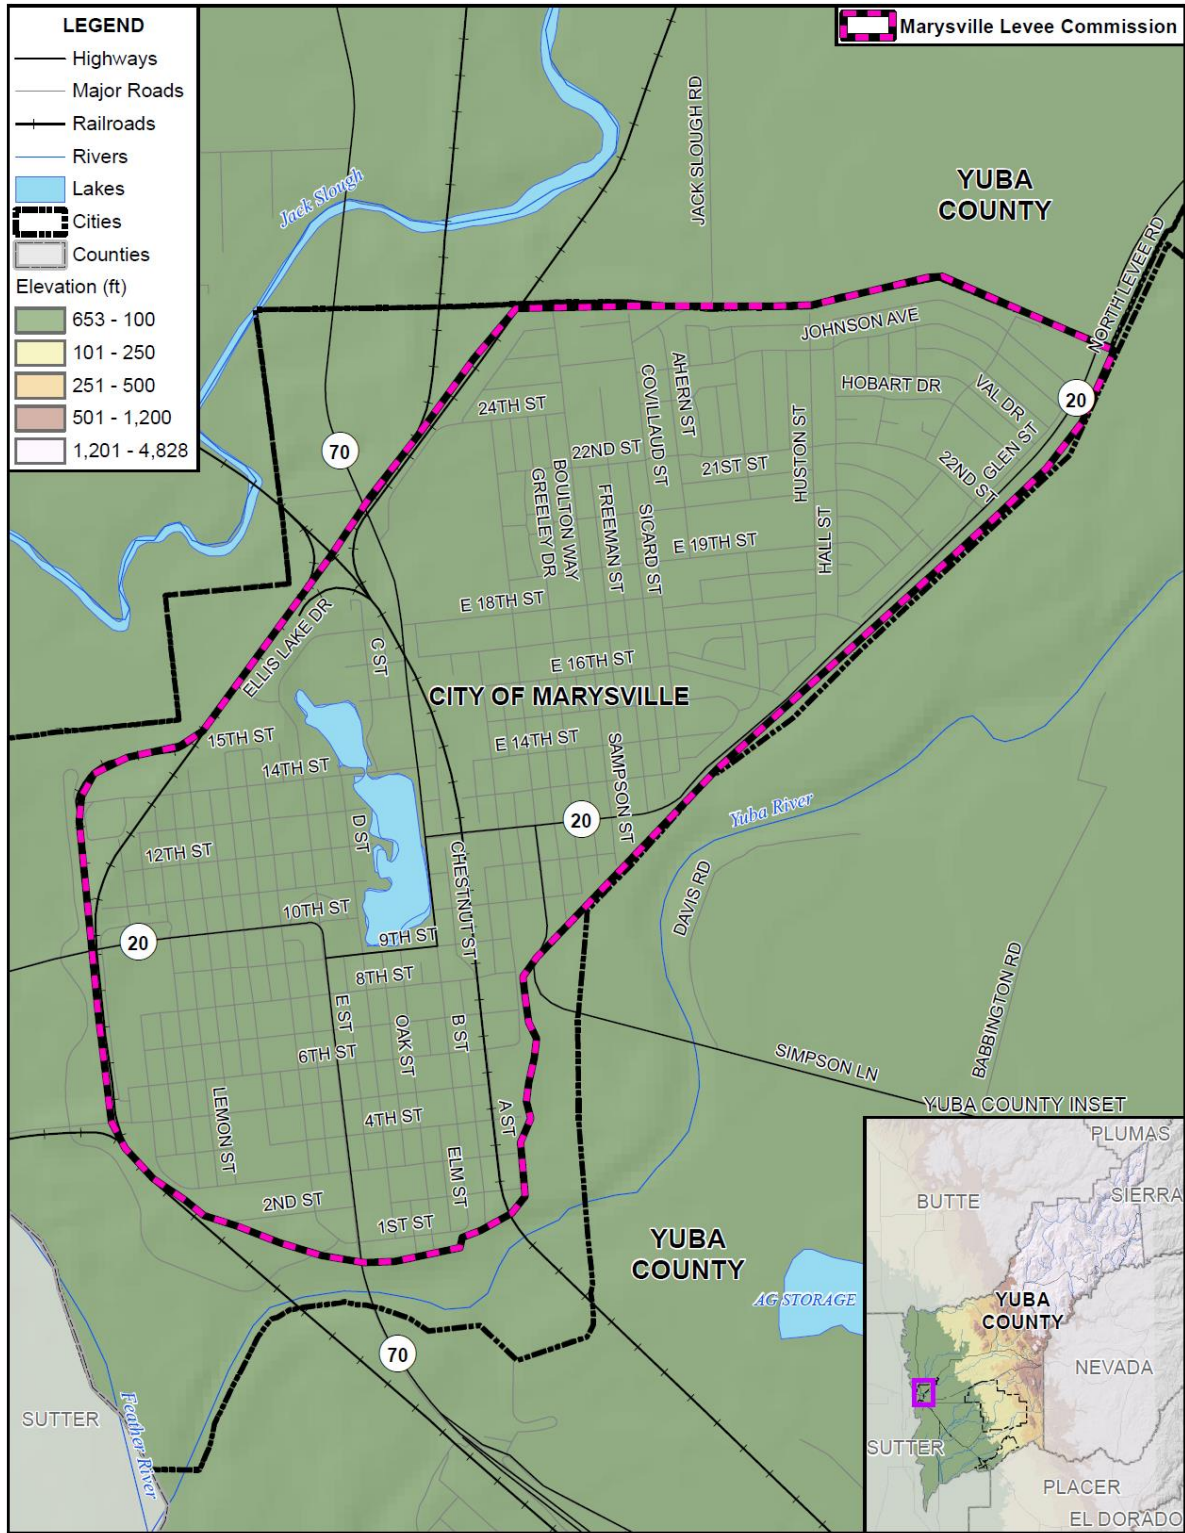 LEGEND
Highways
Major Roads
Railroads
Rivers
Lakes
Cities
Counties
Elevation (ft)
653 - 100
101 - 250
251 - 500
501 - 1,200
1,201 - 4,828
Marysville Levee Commission
JACK SLOUGH RD
Jack Slough
YUBA
COUNTY
NORTH LEVEE RD
JOHNSON AVE
HOBART DR
VAL DR
20
GLEN ST
22ND ST
AHERN ST
COVILLAUD ST
24TH ST
70
22ND ST
21ST ST
HUSTON ST
BOULTON WAY
GREELEY DR
FREEMAN ST
SICARD ST
E 19TH ST
HALL ST
E 18TH ST
ELLIS LAKE DR
C ST
E 16TH ST
CITY OF MARYSVILLE
15TH ST
E 14TH ST
SAMPSON ST
14TH ST
20
Yuba River
D ST
12TH ST
CHESTNUT ST
DAVIS RD
10TH ST
20
9TH ST
8TH ST
BABBINGTON RD
E ST
OAK ST
B ST
6TH ST
SIMPSON LN
LEMON ST
4TH ST
A ST
ELM ST
2ND ST
1ST ST
YUBA
COUNTY
AG STORAGE
70
SUTTER
Feather River
YUBA COUNTY INSET
PLUMAS
BUTTE
SIERRA
YUBA
COUNTY
NEVADA
SUTTER
PLACER
EL DORADO